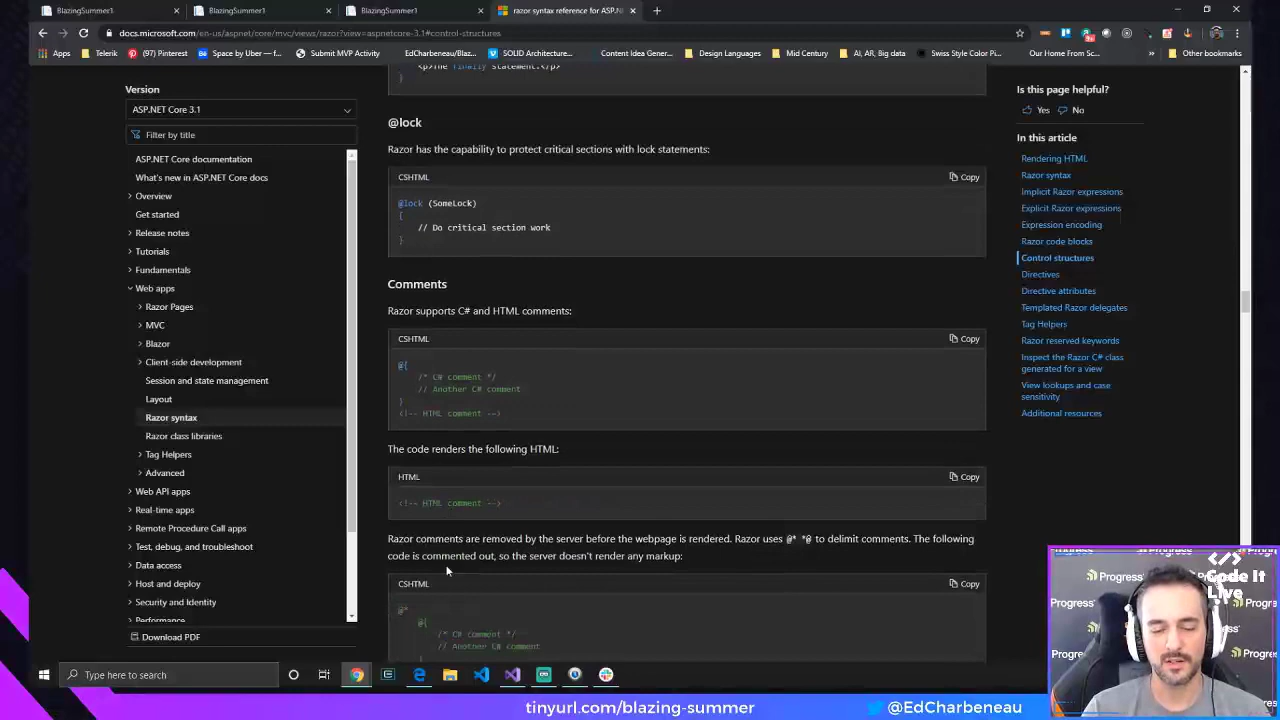 BlazingSummer1
BlazingSummer1
BlazingSummer1
razor syntax reference for ASP.NE
docs.microsoft.com/en-us/aspnet/core/mvc/views/razor?view=aspnetcore-3.1#control-structures
Apps
Telerik
(97) Pinterest
Space by Uber — f...
Submit MVP Activity
EdCharbeneau/Blaz...
SOLID Architecture...
Content Idea Gener...
Design Languages
Mid Century
AI, AR, Big data
Swiss Style Color Pi...
Our Home From Sc...
Other bookmarks
Version
ASP.NET Core 3.1
Filter by title
ASP.NET Core documentation
What's new in ASP.NET Core docs
Overview
Get started
Release notes
Tutorials
Fundamentals
Web apps
Razor Pages
MVC
Blazor
Client-side development
Session and state management
Layout
Razor syntax
Razor class libraries
Tag Helpers
Advanced
Web API apps
Real-time apps
Remote Procedure Call apps
Test, debug, and troubleshoot
Data access
Host and deploy
Security and Identity
Performance
Download PDF
<p>The finally statement.</p>
}
@lock
Razor has the capability to protect critical sections with lock statements:
CSHTML
Copy
@lock (SomeLock)
{
// Do critical section work
}
Comments
Razor supports C# and HTML comments:
CSHTML
Copy
@{
/* C# comment */
// Another C# comment
}
<!-- HTML comment -->
The code renders the following HTML:
HTML
Copy
<!-- HTML comment -->
Razor comments are removed by the server before the webpage is rendered. Razor uses @* *@ to delimit comments. The following
code is commented out, so the server doesn't render any markup:
CSHTML
Copy
@*
@{
/* C# comment */
// Another C# comment
Is this page helpful?
Yes
No
In this article
Rendering HTML
Razor syntax
Implicit Razor expressions
Explicit Razor expressions
Expression encoding
Razor code blocks
Control structures
Directives
Directive attributes
Templated Razor delegates
Tag Helpers
Razor reserved keywords
Inspect the Razor C# class
generated for a view
View lookups and case
sensitivity
Additional resources
Progress
Progress
Progress
Code It
Live
Type here to search
tinyurl.com/blazing-summer
@EdCharbeneau